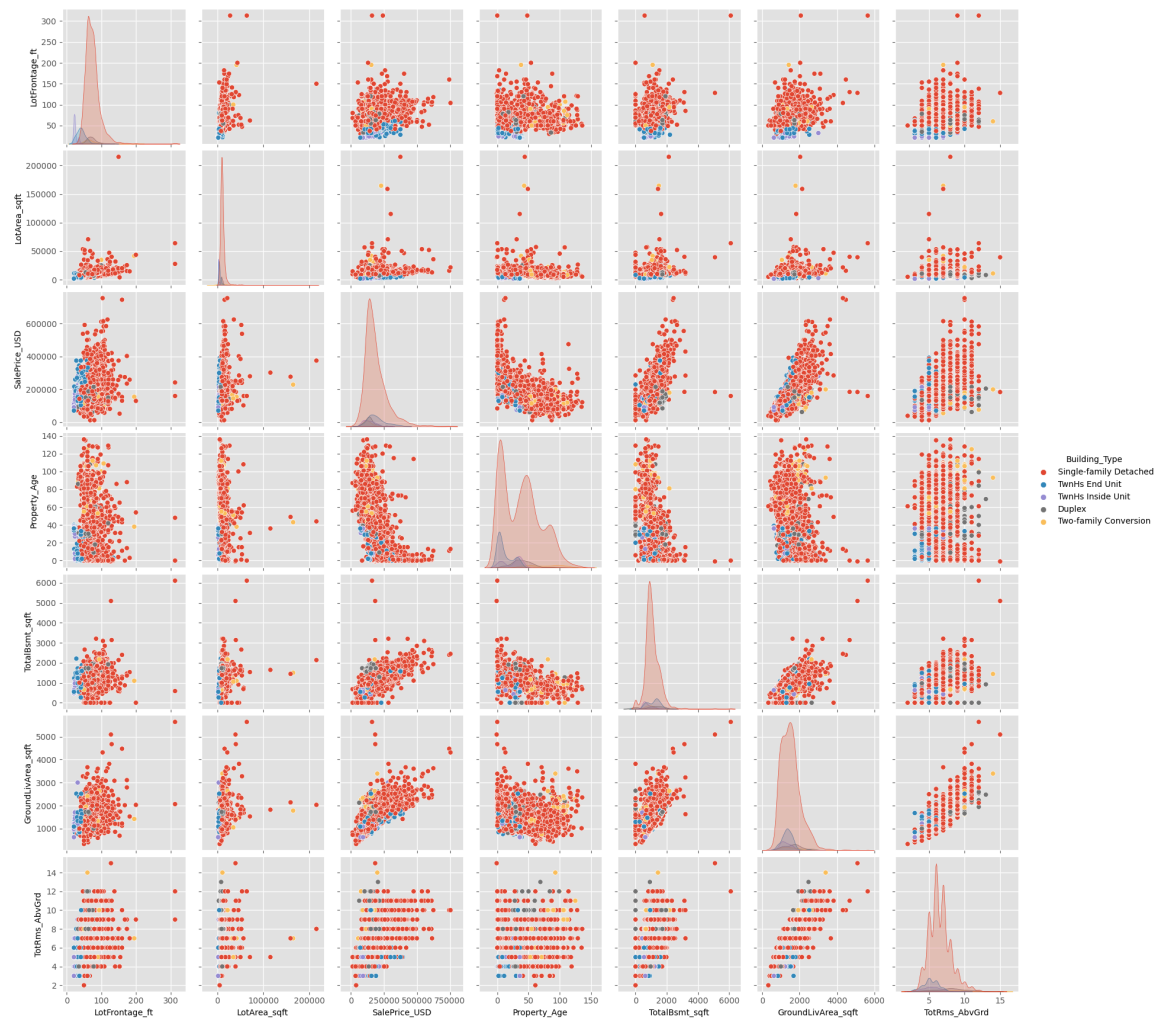 LotFrontage_ft
300
250
200
150
100
50
LotArea_sqft
200000
150000
100000
50000
0
SalePrice_USD
600000
400000
200000
0
Property_Age
140
120
100
80
60
40
20
0
TotalBsmt_sqft
6000
5000
4000
3000
2000
1000
0
GroundLivArea_sqft
5000
4000
3000
2000
1000
TotRms_AbvGrd
14
12
10
8
6
4
2
0 100 200 300
LotFrontage_ft
0 100000 200000
LotArea_sqft
0 250000 500000 750000
SalePrice_USD
0 50 100 150
Property_Age
0 2000 4000 6000
TotalBsmt_sqft
0 2000 4000 6000
GroundLivArea_sqft
5 10 15
TotRms_AbvGrd
Building_Type
Single-family Detached
TwnHs End Unit
TwnHs Inside Unit
Duplex
Two-family Conversion